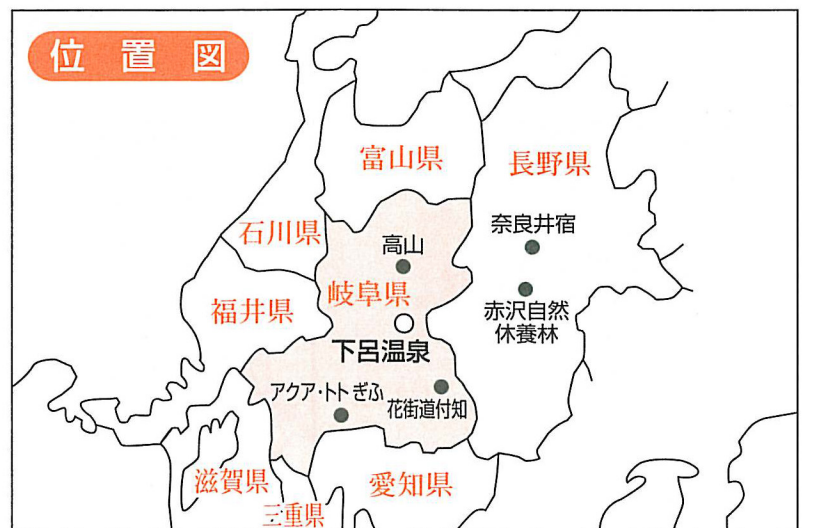 位置図
富山県
長野県
石川県
奈良井宿
高山
岐阜県
福井県
赤沢自然
休養林
下呂温泉
アクア・トトぎふ
花街道付知
滋賀県
愛知県
三重県